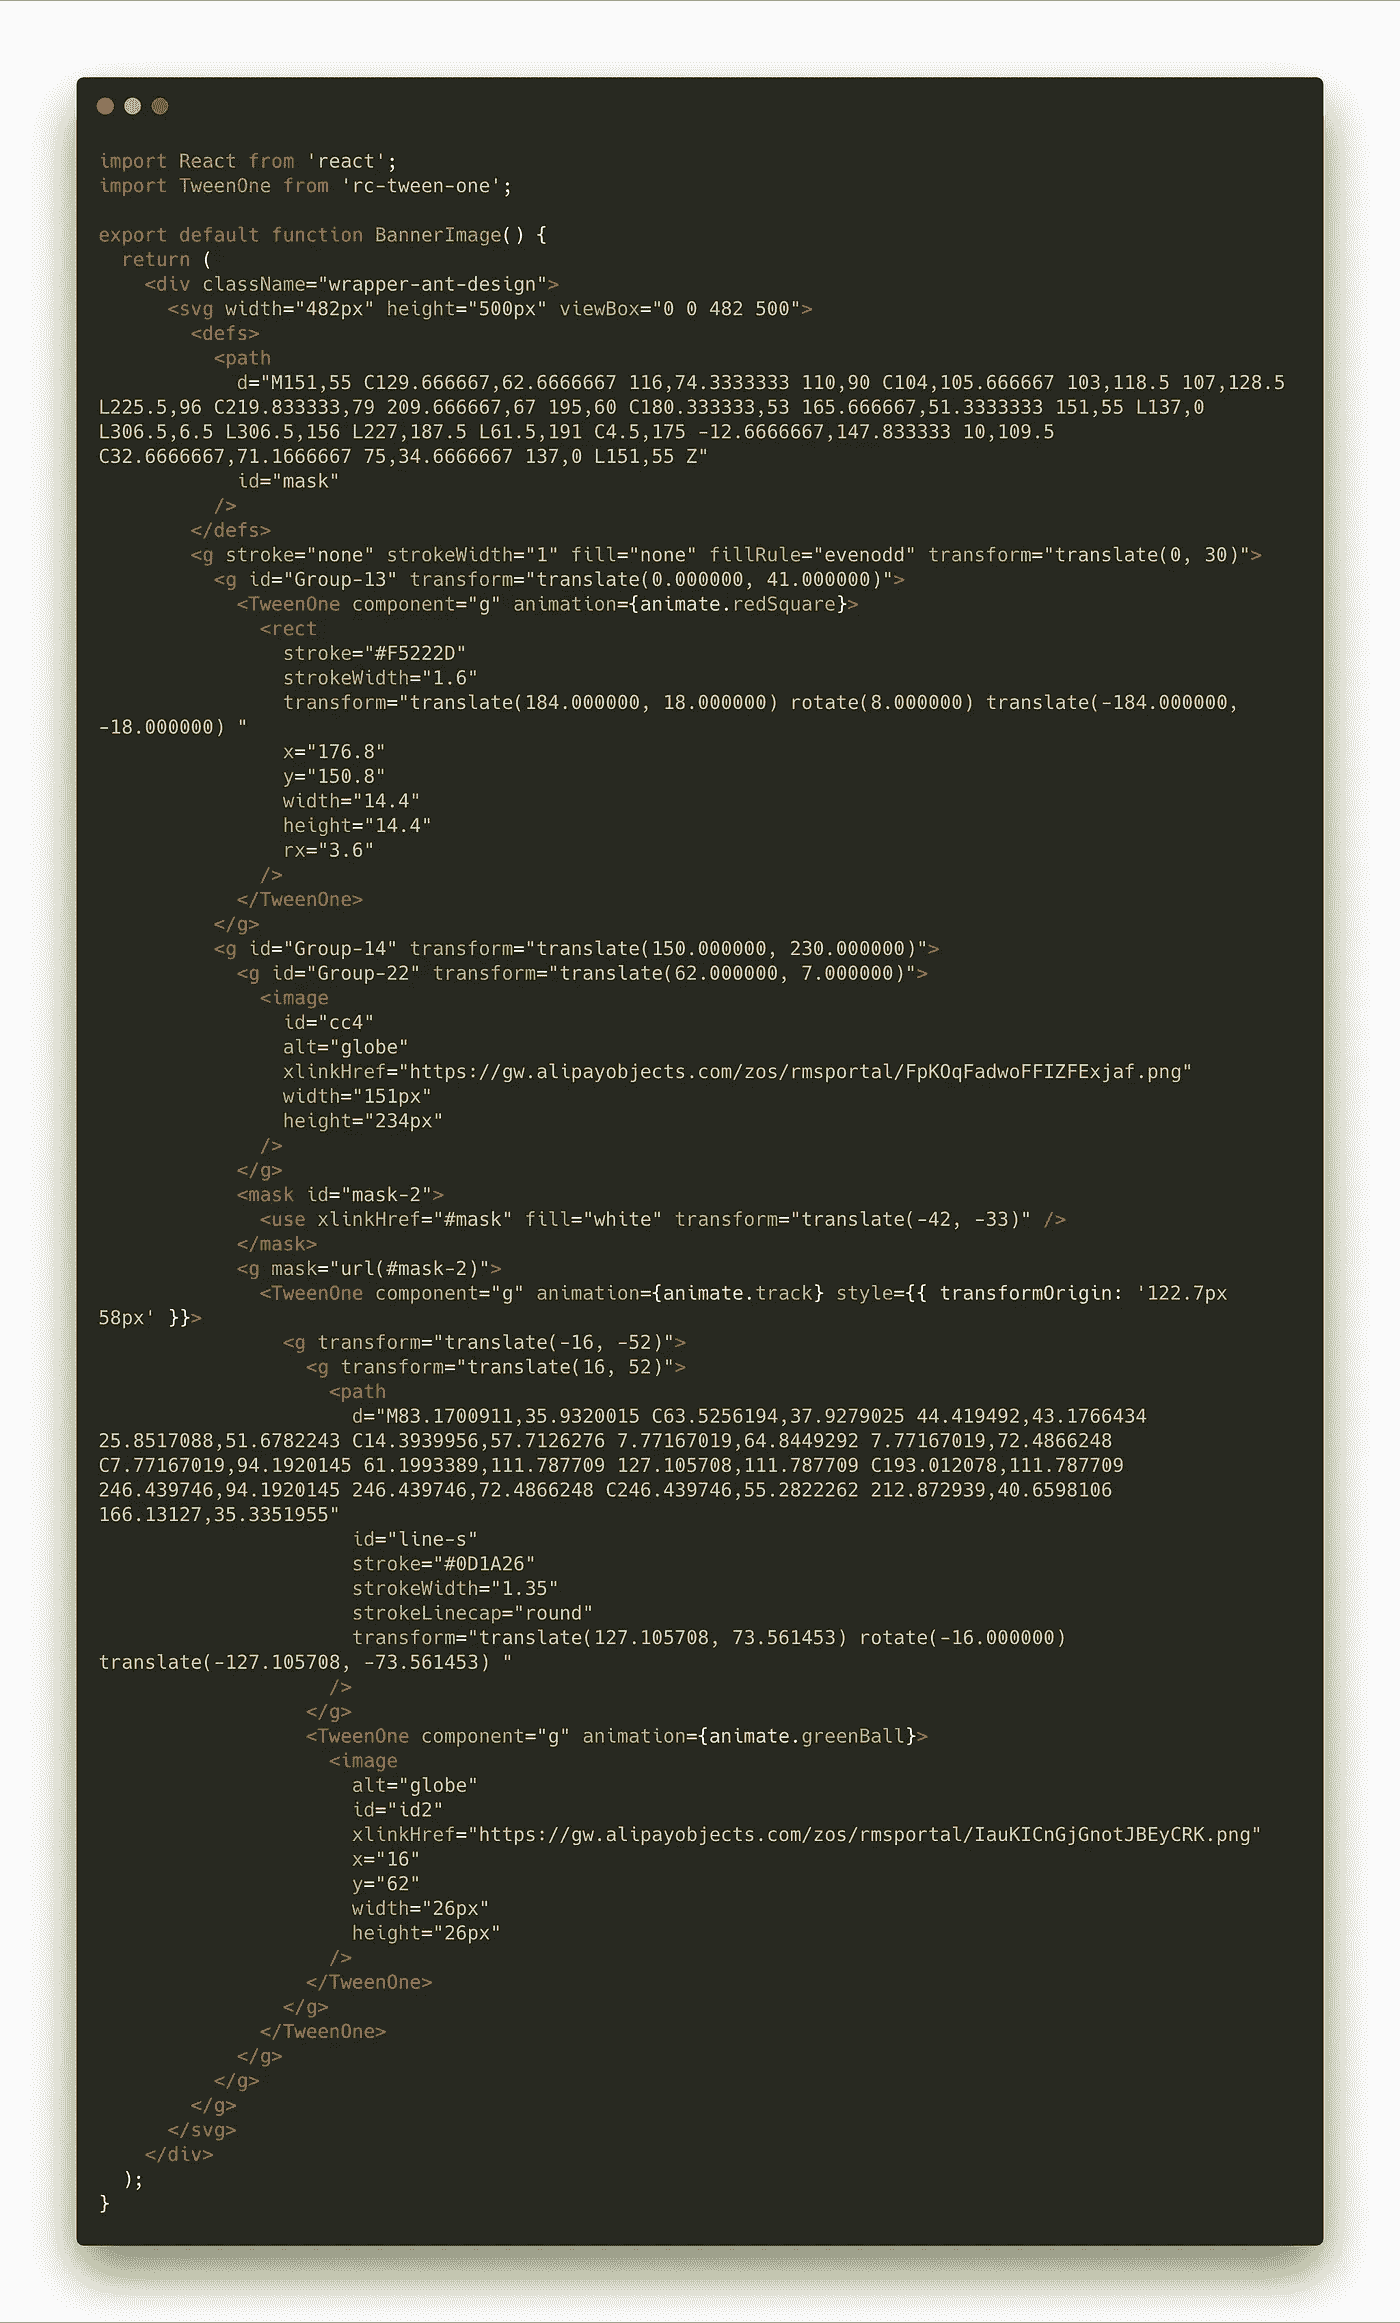 import React from 'react';
import TweenOne from 'rc-tween-one';

export default function BannerImage() {
  return (
    <div className="wrapper-ant-design">
      <svg width="482px" height="500px" viewBox="0 0 482 500">
        <defs>
          <path
            d="M151,55 C129.666667,62.6666667 116,74.3333333 110,90 C104,105.666667 103,118.5 107,128.5
L225.5,96 C219.833333,79 209.666667,67 195,60 C180.333333,53 165.666667,51.3333333 151,55 L137,0
L306.5,6.5 L306.5,156 L227,187.5 L61.5,191 C4.5,175 -12.6666667,147.833333 10,109.5
C32.6666667,71.1666667 75,34.6666667 137,0 L151,55 Z"
            id="mask"
          />
        </defs>
        <g stroke="none" strokeWidth="1" fill="none" fillRule="evenodd" transform="translate(0, 30)">
          <g id="Group-13" transform="translate(0.000000, 41.000000)">
            <TweenOne component="g" animation={animate.redSquare}>
              <rect
                stroke="#F5222D"
                strokeWidth="1.6"
                transform="translate(184.000000, 18.000000) rotate(8.000000) translate(-184.000000,
-18.000000) "
                x="176.8"
                y="150.8"
                width="14.4"
                height="14.4"
                rx="3.6"
              />
            </TweenOne>
          </g>
          <g id="Group-14" transform="translate(150.000000, 230.000000)">
            <g id="Group-22" transform="translate(62.000000, 7.000000)">
              <image
                id="cc4"
                alt="globe"
                xlinkHref="https://gw.alipayobjects.com/zos/rmsportal/FpKOqFadwoFFIZFExjaf.png"
                width="151px"
                height="234px"
              />
            </g>
            <mask id="mask-2">
              <use xlinkHref="#mask" fill="white" transform="translate(-42, -33)" />
            </mask>
            <g mask="url(#mask-2)">
              <TweenOne component="g" animation={animate.track} style={{ transformOrigin: '122.7px
58px' }}>
                <g transform="translate(-16, -52)">
                  <g transform="translate(16, 52)">
                    <path
                      d="M83.1700911,35.9320015 C63.5256194,37.9279025 44.419492,43.1766434
25.8517088,51.6782243 C14.3939956,57.7126276 7.77167019,64.8449292 7.77167019,72.4866248
C7.77167019,94.1920145 61.1993389,111.787709 127.105708,111.787709 C193.012078,111.787709
246.439746,94.1920145 246.439746,72.4866248 C246.439746,55.2822262 212.872939,40.6598106
166.13127,35.3351955"
                      id="line-s"
                      stroke="#0D1A26"
                      strokeWidth="1.35"
                      strokeLinecap="round"
                      transform="translate(127.105708, 73.561453) rotate(-16.000000)
translate(-127.105708, -73.561453) "
                    />
                  </g>
                  <TweenOne component="g" animation={animate.greenBall}>
                    <image
                      alt="globe"
                      id="id2"
                      xlinkHref="https://gw.alipayobjects.com/zos/rmsportal/IauKICnGjGnotJBEyCRK.png"
                      x="16"
                      y="62"
                      width="26px"
                      height="26px"
                    />
                  </TweenOne>
                </g>
              </TweenOne>
            </g>
          </g>
        </g>
      </svg>
    </div>
  );
}